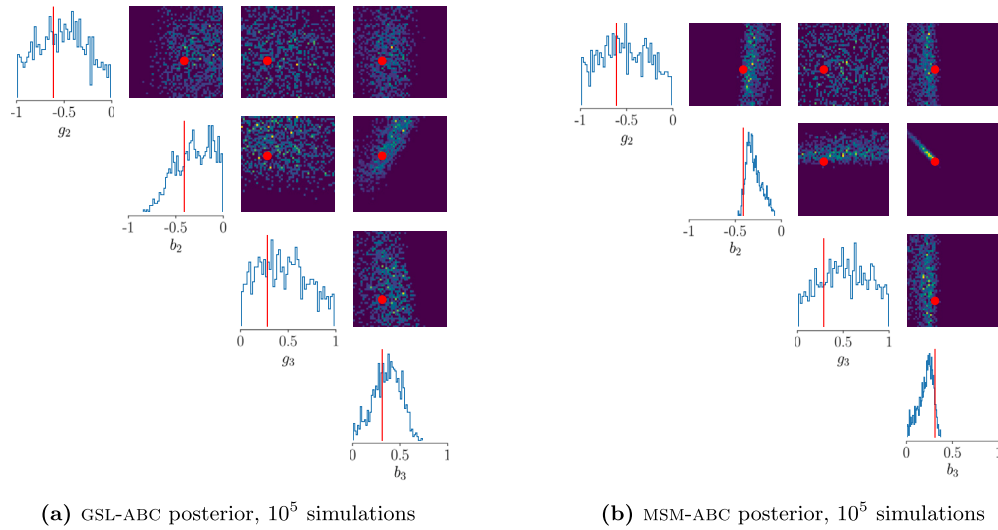 -1 -0.5 0
g2
-1 -0.5 0
b2
0 0.5 1
g3
0 0.5 1
b3
(a) GSL-ABC posterior, 10^5 simulations
-1 -0.5 0
g2
-1 -0.5 0
b2
0 0.5 1
g3
0 0.5 1
b3
(b) MSM-ABC posterior, 10^5 simulations